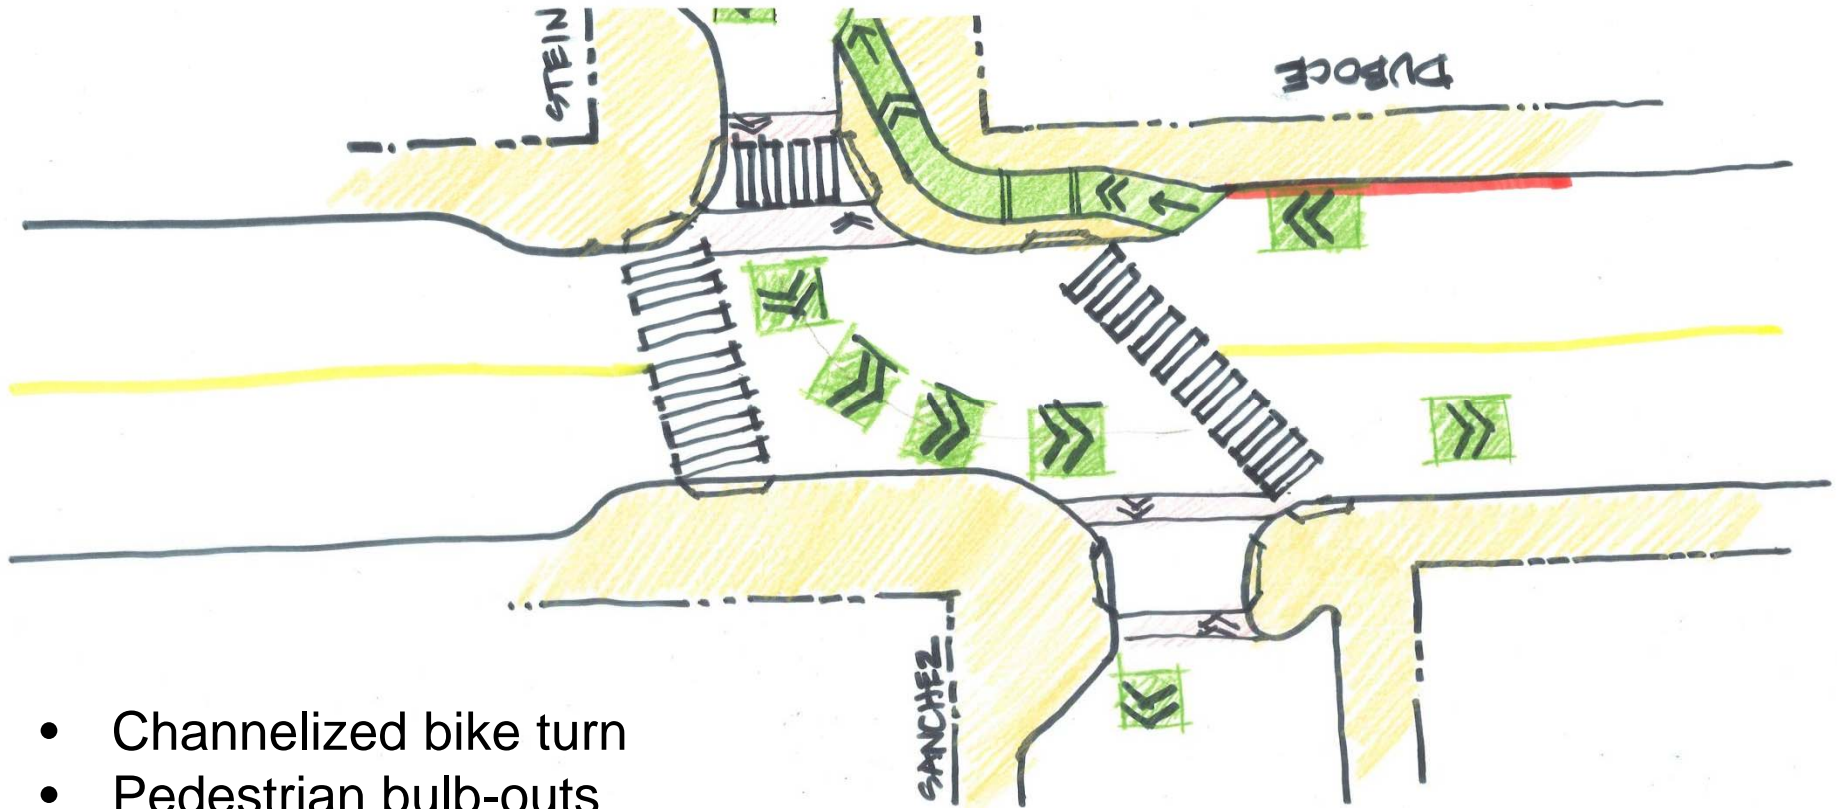 STEIN
DUBOCE
SANCHEZ
• Channelized bike turn
• Pedestrian bulb-outs